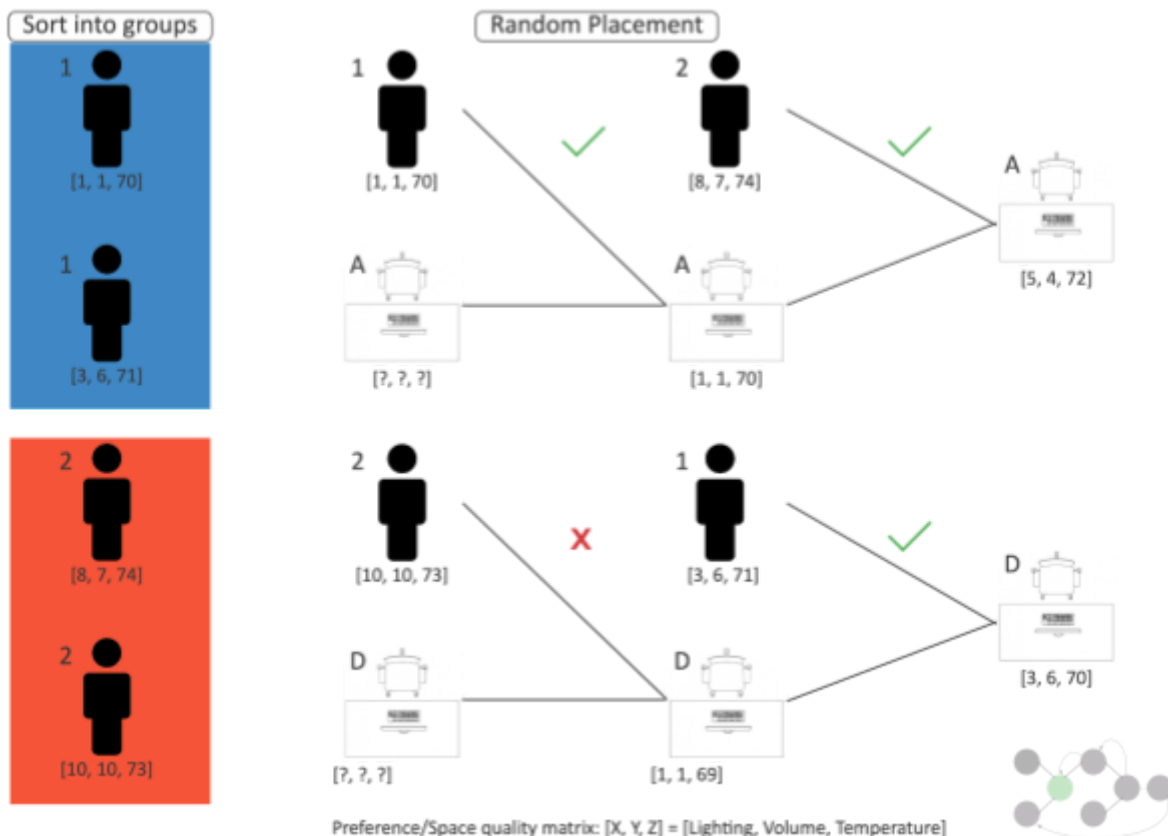 Sort into groups
Random Placement
1
[1, 1, 70]
1
[3, 6, 71]
1
[1, 1, 70]
2
[8, 7, 74]
A
[?, ?, ?]
A
[1, 1, 70]
A
[5, 4, 72]
2
[8, 7, 74]
2
[10, 10, 73]
2
[10, 10, 73]
1
[3, 6, 71]
D
[?, ?, ?]
D
[1, 1, 69]
D
[3, 6, 70]
X
Preference/Space quality matrix: [X, Y, Z] = [Lighting, Volume, Temperature]